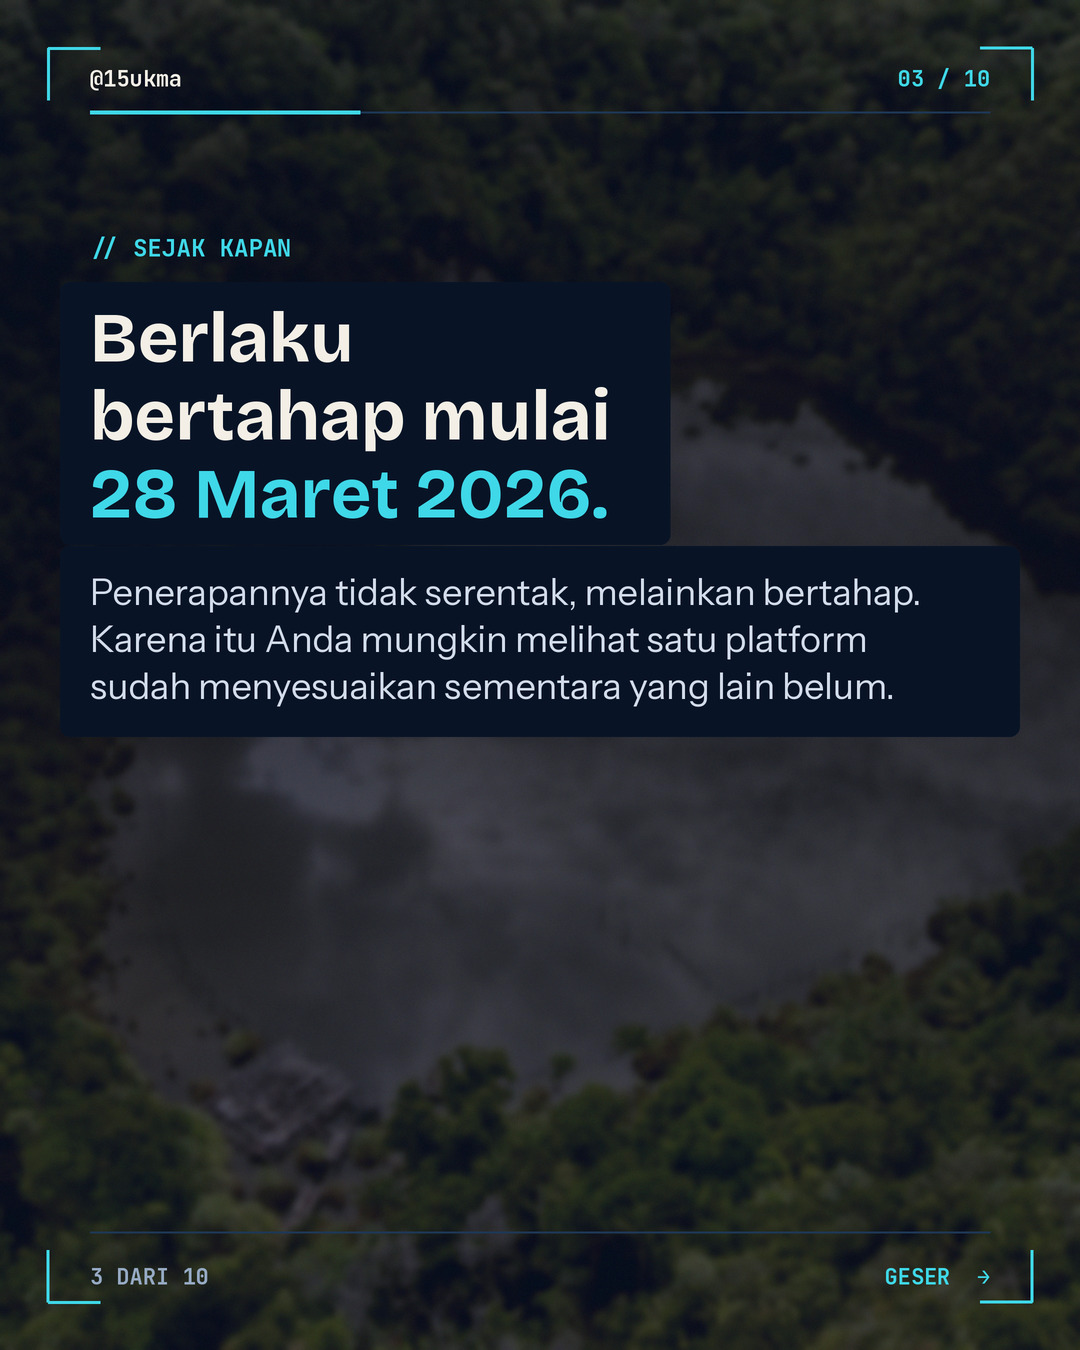 @15ukma
03 / 10
// SEJAK KAPAN
Berlaku
bertahap mulai
28 Maret 2026.
Penerapannya tidak serentak, melainkan bertahap.
Karena itu Anda mungkin melihat satu platform
sudah menyesuaikan sementara yang lain belum.
3 DARI 10
GESER →